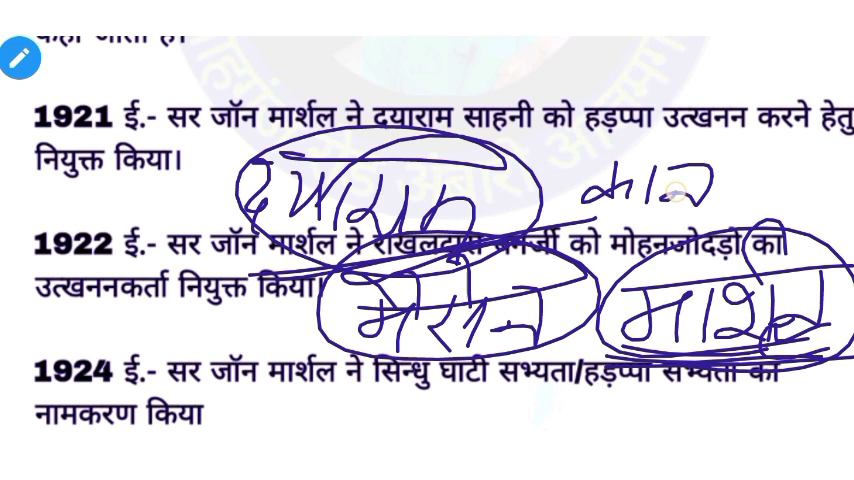 1921 ई.- सर जॉन मार्शल ने दयाराम साहनी को हड़प्पा उत्खनन करने हेतु
नियुक्त किया।
दयाराम
1922 ई.- सर जॉन मार्शल ने राखलदास बनर्जी को मोहनजोदड़ो का
उत्खननकर्ता नियुक्त किया।
मार्शल
1924 ई.- सर जॉन मार्शल ने सिन्धु घाटी सभ्यता/हड़प्पा सभ्यता का
नामकरण किया